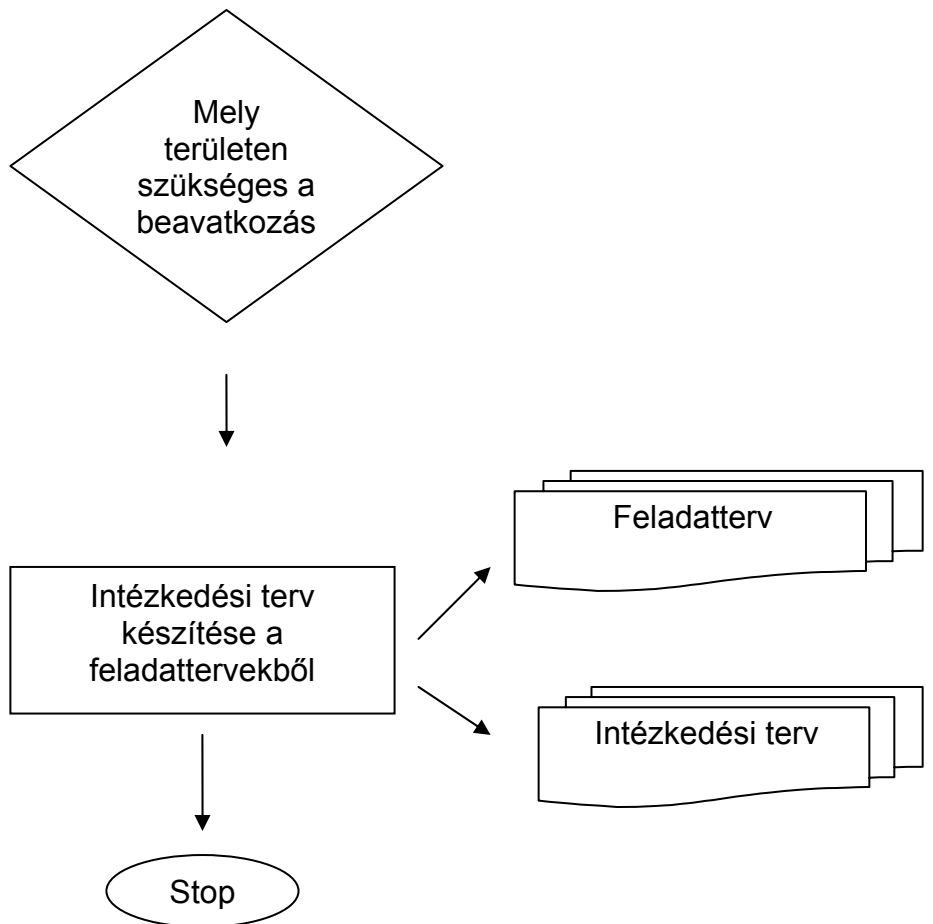 Mely
területen
szükséges a
beavatkozás
Feladatterv
Intézkedési terv
készítése a
feladattervekből
Intézkedési terv
Stop